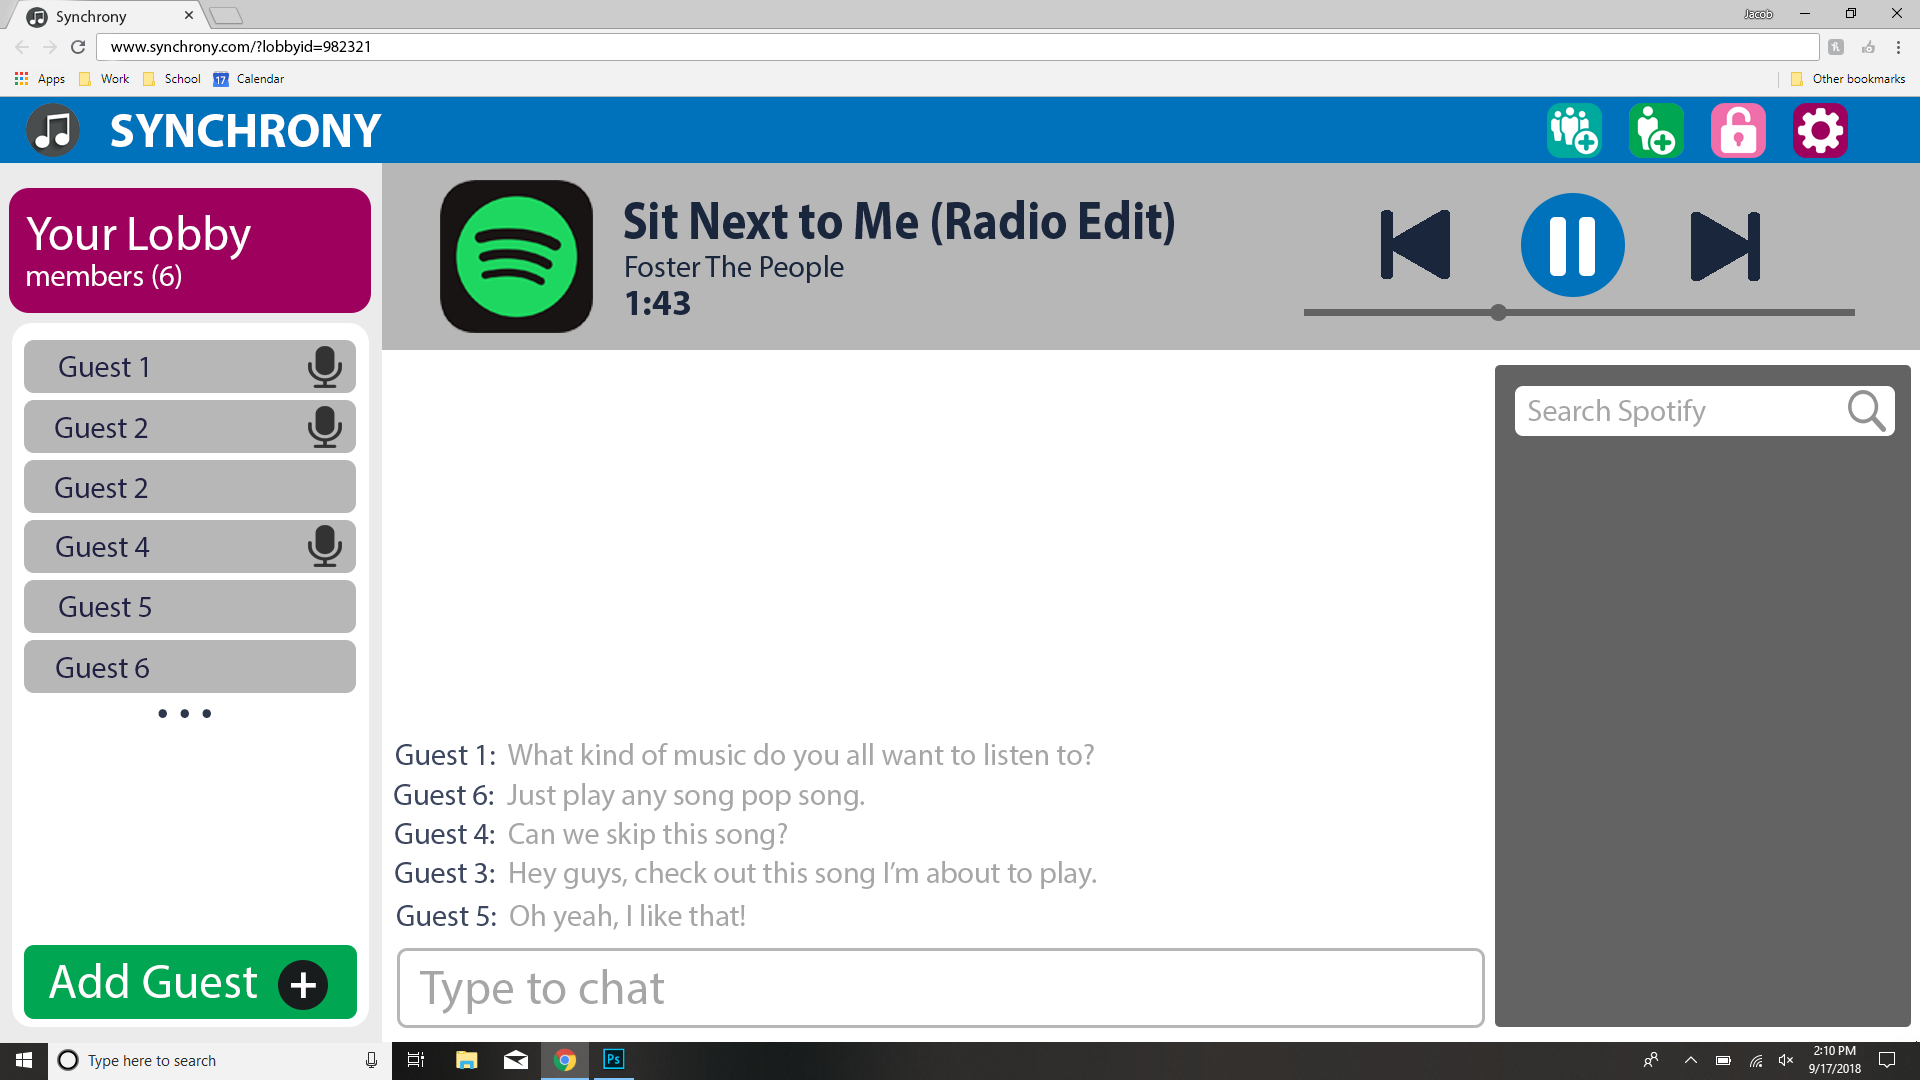 Synchrony
Jacob
www.synchrony.com/?lobbyid=982321
Apps Work School 17 Calendar Other bookmarks
SYNCHRONY
Your Lobby
members (6)
Guest 1
Guest 2
Guest 2
Guest 4
Guest 5
Guest 6
• • •
Add Guest +
Sit Next to Me (Radio Edit)
Foster The People
1:43
Search Spotify
Guest 1: What kind of music do you all want to listen to?
Guest 6: Just play any song pop song.
Guest 4: Can we skip this song?
Guest 3: Hey guys, check out this song I’m about to play.
Guest 5: Oh yeah, I like that!
Type to chat
Type here to search
Ps
2:10 PM
9/17/2018